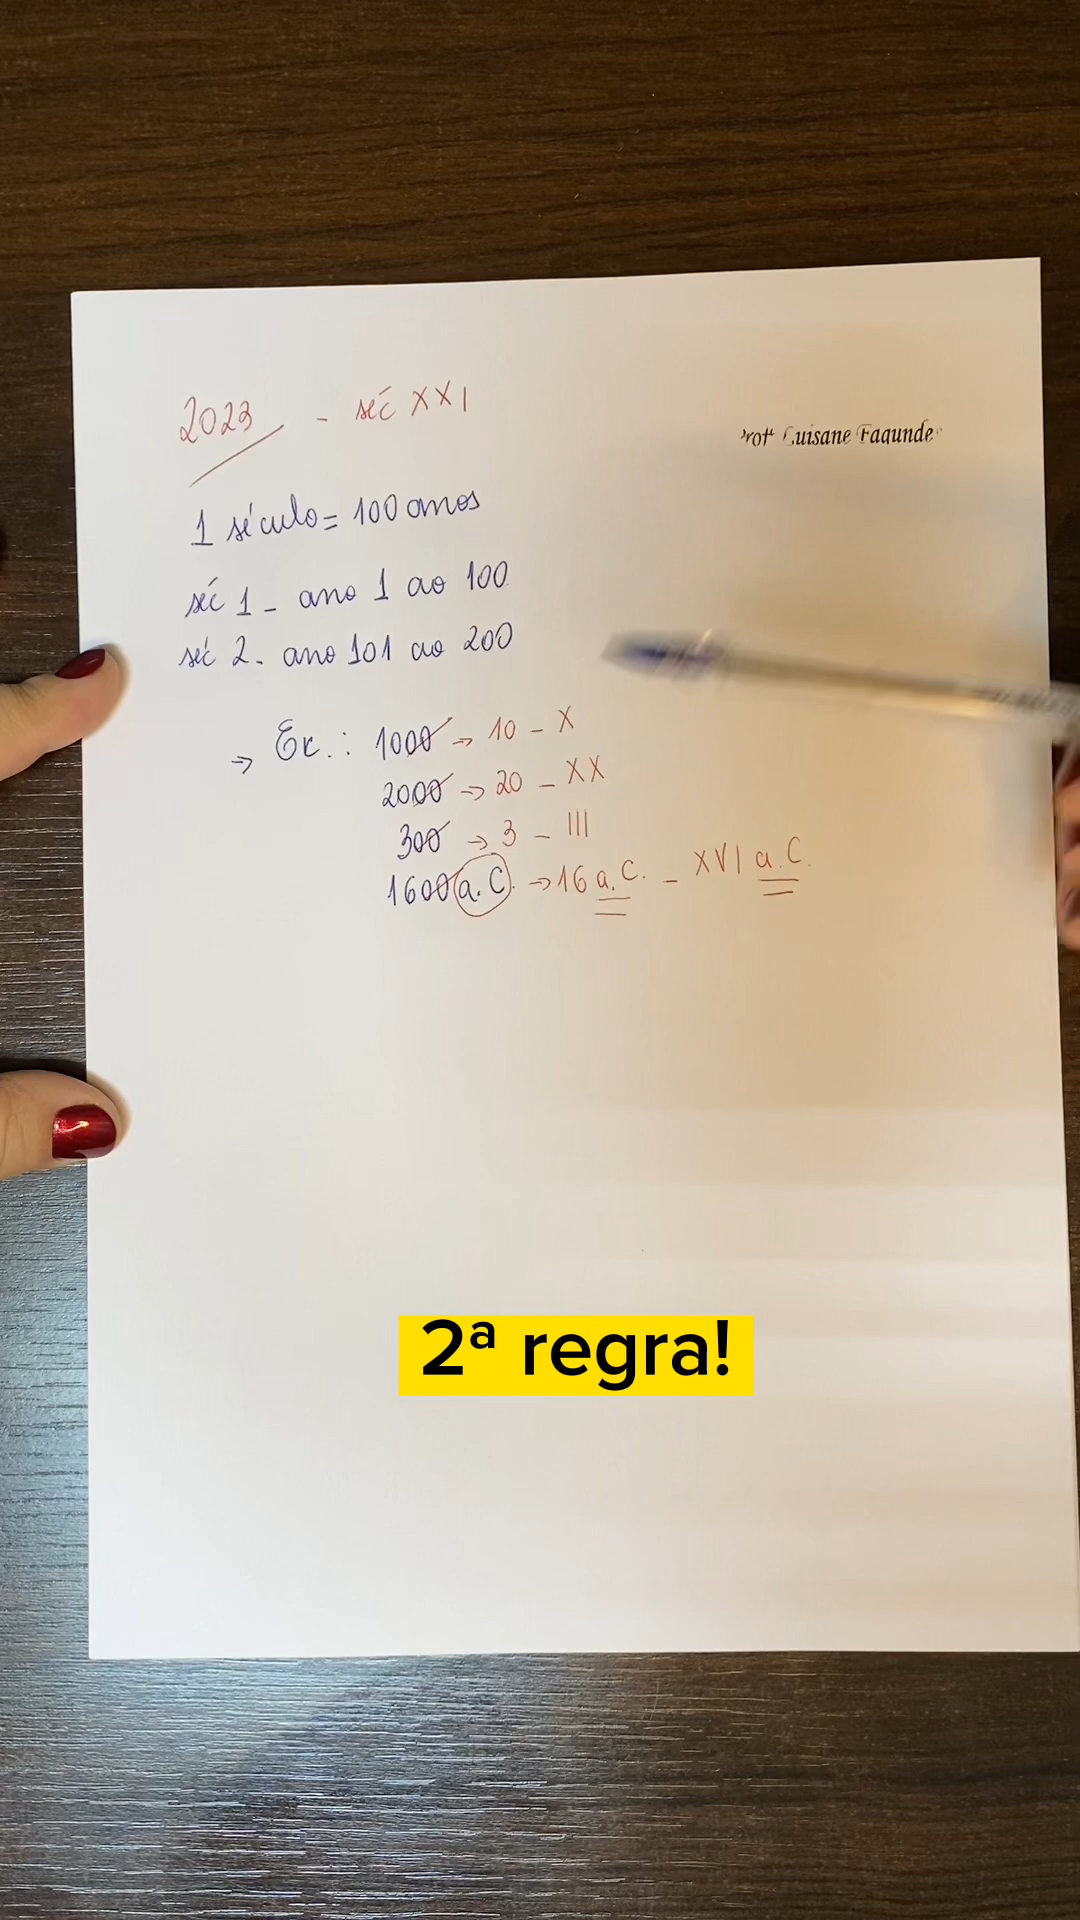 2023 - séc XXI
Profª Luisane Fagundes
1 século = 100 anos
séc 1 - ano 1 ao 100
séc 2 - ano 101 ao 200
→ Ex.: 1000 → 10 - X
2000 → 20 - XX
300 → 3 - III
1600 a.C. → 16 a.C. - XVI a.C.
2ª regra!